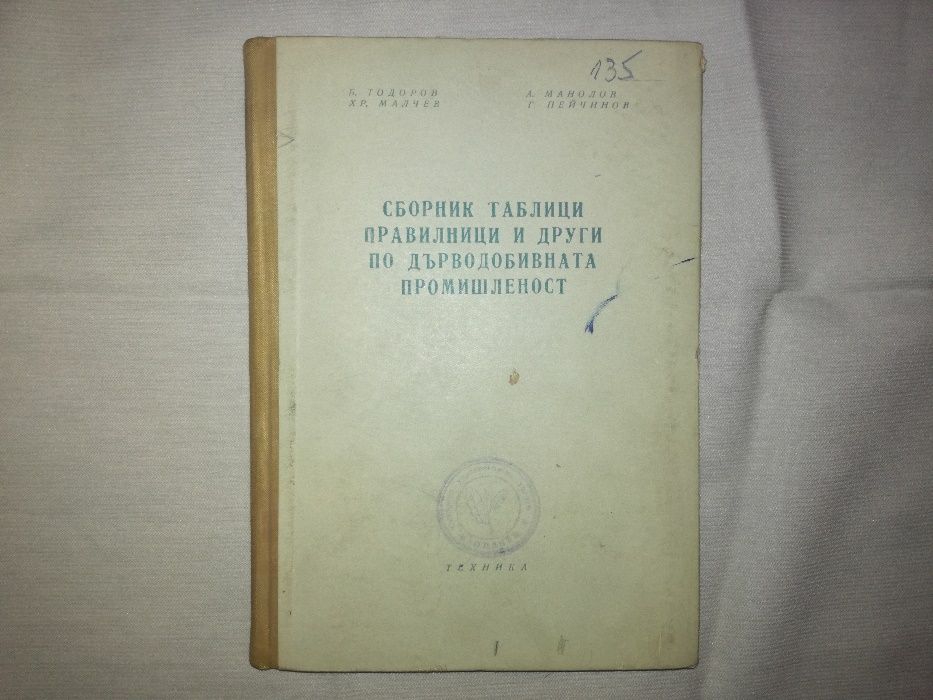 135
Б. ТОДОРОВ
ХР. МАЛЧЕВ
А. МАНОЛОВ
Г. ПЕЙЧИНОВ
СБОРНИК ТАБЛИЦИ
ПРАВИЛНИЦИ И ДРУГИ
ПО ДЪРВОДОБИВНАТА
ПРОМИШЛЕНОСТ
ТЕХНИКА